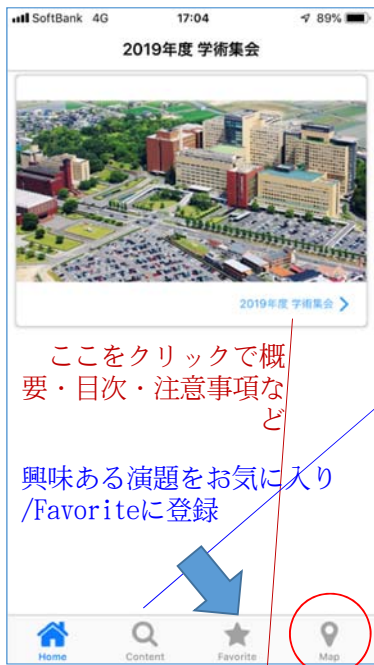 SoftBank 4G 17:04 89%
2019年度 学術集会
2019年度 学術集会
ここをクリックで概
要・目次・注意事項な
ど
興味ある演題をお気に入り
/Favoriteに登録
Home Content Favorite Map